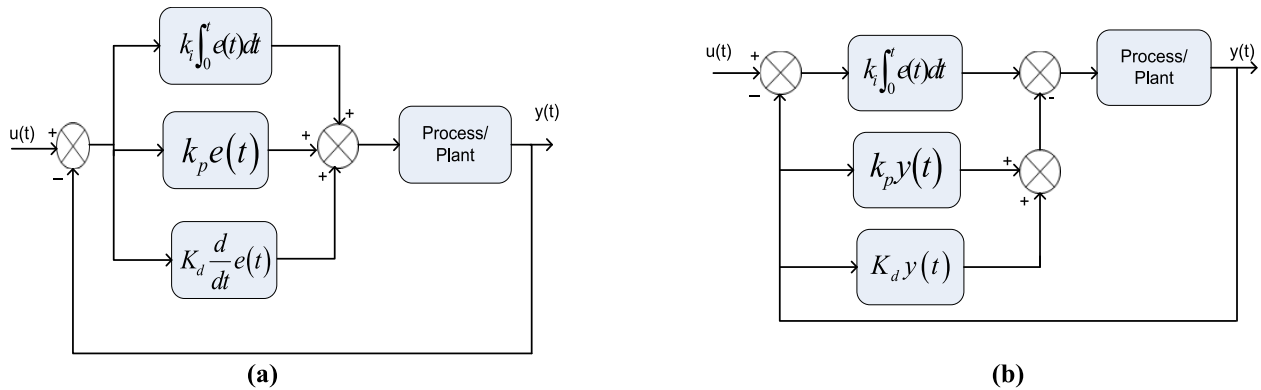 k_i∫_0^t e(t)dt
+
u(t)
+
−
k_p e(t)
+
+
Process/
Plant
y(t)
K_d d/dt e(t)
(a)
u(t)
+
−
k_i∫_0^t e(t)dt
-
Process/
Plant
y(t)
k_p y(t)
+
+
K_d y(t)
(b)